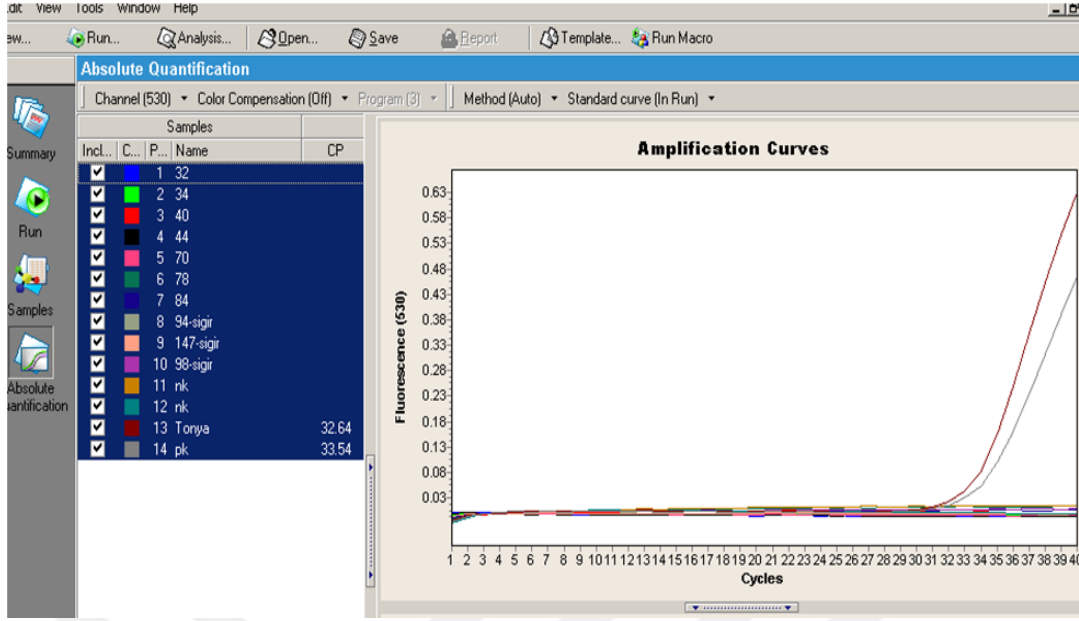 View Tools Window Help
Run... Analysis... Open... Save Report Template... Run Macro
Absolute Quantification
Channel (530) Color Compensation (Off) Program (3) Method (Auto) Standard curve (In Run)
Samples
Incl... C... P... Name CP
1 32
2 34
3 40
4 44
5 70
6 78
7 84
8 94-sigir
9 147-sigir
10 98-sigir
11 nk
12 nk
13 Tonya 32.64
14 pk 33.54
Summary
Run
Samples
Absolute
Amplification Curves
Fluorescence (530)
0.63
0.58
0.53
0.48
0.43
0.38
0.33
0.28
0.23
0.18
0.13
0.08
0.03
1 2 3 4 5 6 7 8 9 10 11 12 13 14 15 16 17 18 19 20 21 22 23 24 25 26 27 28 29 30 31 32 33 34 35 36 37 38 39 40
Cycles